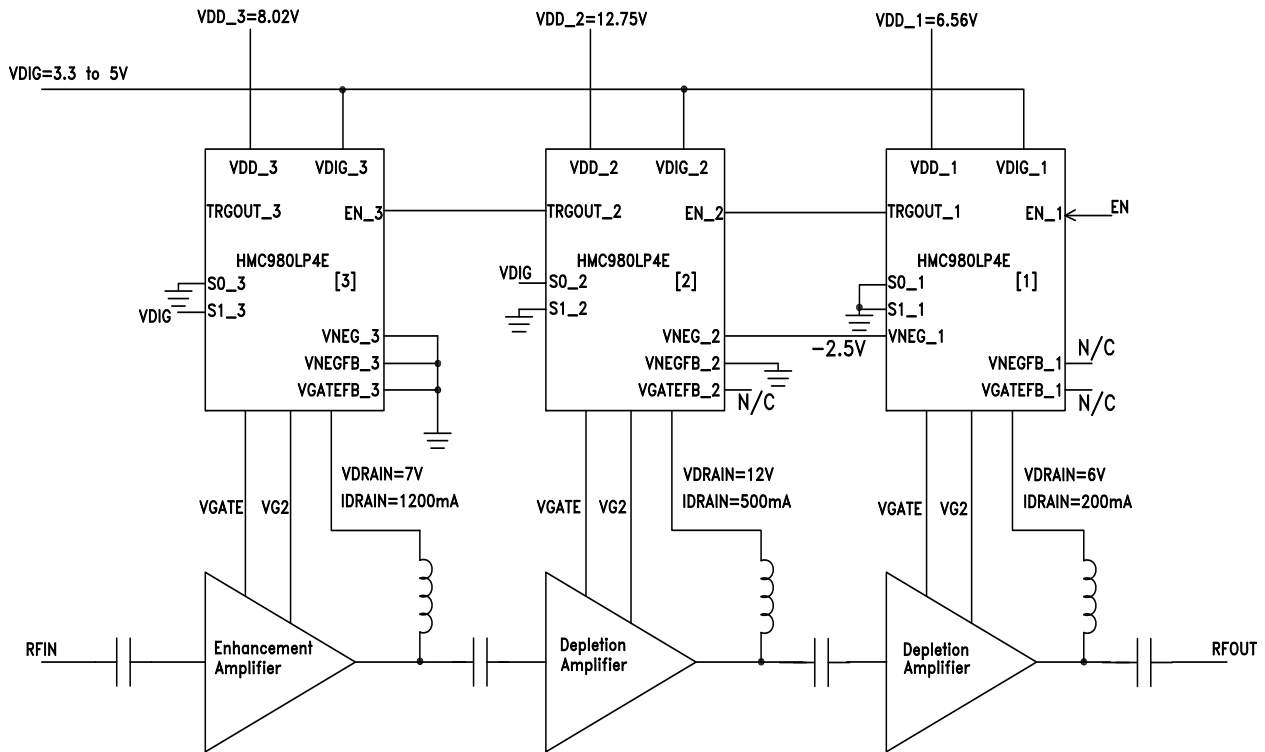 VDD_3=8.02V
VDD_2=12.75V
VDD_1=6.56V
VDIG=3.3 to 5V
VDD_3 VDIG_3
VDD_2 VDIG_2
VDD_1 VDIG_1
TRGOUT_3 EN_3
TRGOUT_2 EN_2
TRGOUT_1 EN_1
EN
HMC980LP4E
[3]
HMC980LP4E
[2]
HMC980LP4E
[1]
S0_3
VDIG
S1_3
VDIG
S0_2
S1_2
S0_1
S1_1
VNEG_3
VNEGFB_3
VGATEFB_3
VNEG_2
VNEGFB_2
VGATEFB_2
N/C
-2.5V
VNEG_1
VNEGFB_1
N/C
VGATEFB_1
N/C
VGATE
VG2
VDRAIN=7V
IDRAIN=1200mA
VGATE
VG2
VDRAIN=12V
IDRAIN=500mA
VGATE
VG2
VDRAIN=6V
IDRAIN=200mA
RFIN
Enhancement
Amplifier
Depletion
Amplifier
Depletion
Amplifier
RFOUT